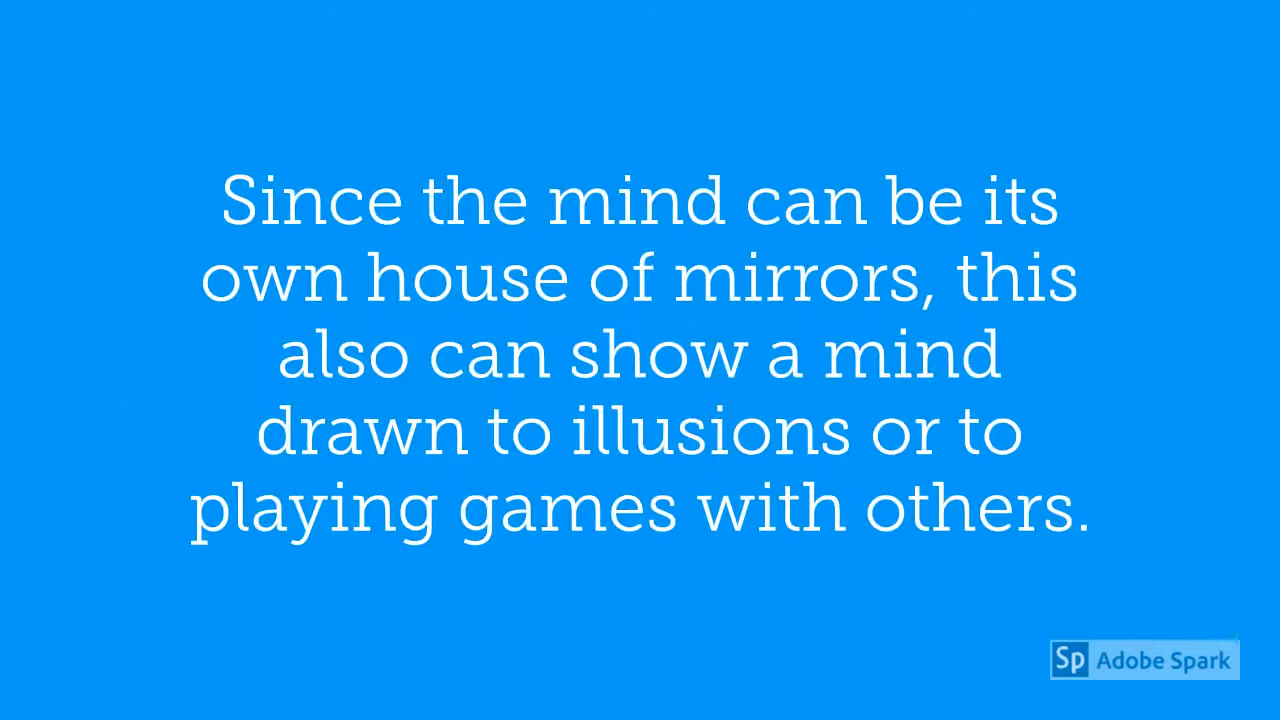 Since the mind can be its
own house of mirrors, this
also can show a mind
drawn to illusions or to
playing games with others.
Sp Adobe Spark